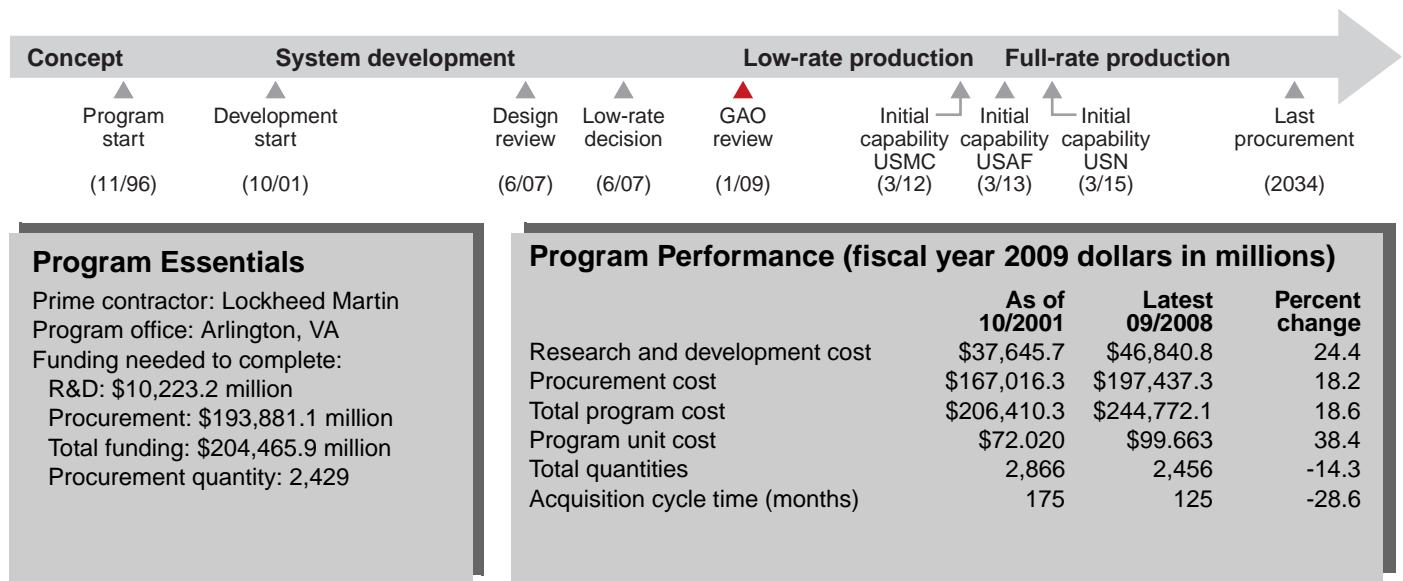 Concept System development Low-rate production Full-rate production
Program Development Design Low-rate GAO Initial Initial Initial Last
start start review decision review capability capability capability procurement
USMC USAF USN
(11/96) (10/01) (6/07) (6/07) (1/09) (3/12) (3/13) (3/15) (2034)
Program Essentials
Prime contractor: Lockheed Martin
Program office: Arlington, VA
Funding needed to complete:
R&D: $10,223.2 million
Procurement: $193,881.1 million
Total funding: $204,465.9 million
Procurement quantity: 2,429
Program Performance (fiscal year 2009 dollars in millions)
As of Latest Percent
10/2001 09/2008 change
Research and development cost $37,645.7 $46,840.8 24.4
Procurement cost $167,016.3 $197,437.3 18.2
Total program cost $206,410.3 $244,772.1 18.6
Program unit cost $72.020 $99.663 38.4
Total quantities 2,866 2,456 -14.3
Acquisition cycle time (months) 175 125 -28.6